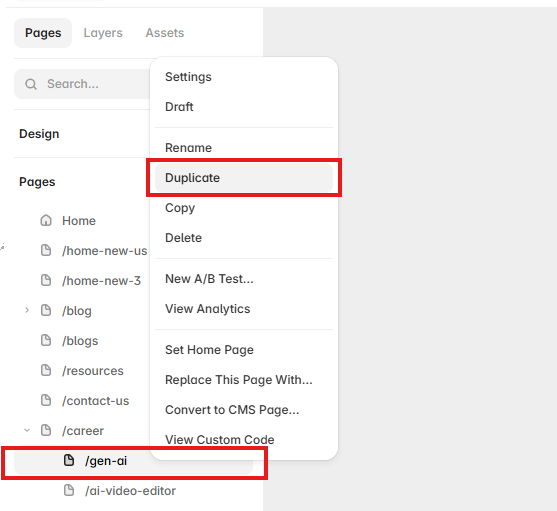 Pages Layers Assets
Search...
Design
Pages
Home
/home-new-us
/home-new-3
/blog
/blogs
/resources
/contact-us
/career
/gen-ai
/ai-video-editor
Settings
Draft
Rename
Duplicate
Copy
Delete
New A/B Test...
View Analytics
Set Home Page
Replace This Page With...
Convert to CMS Page...
View Custom Code